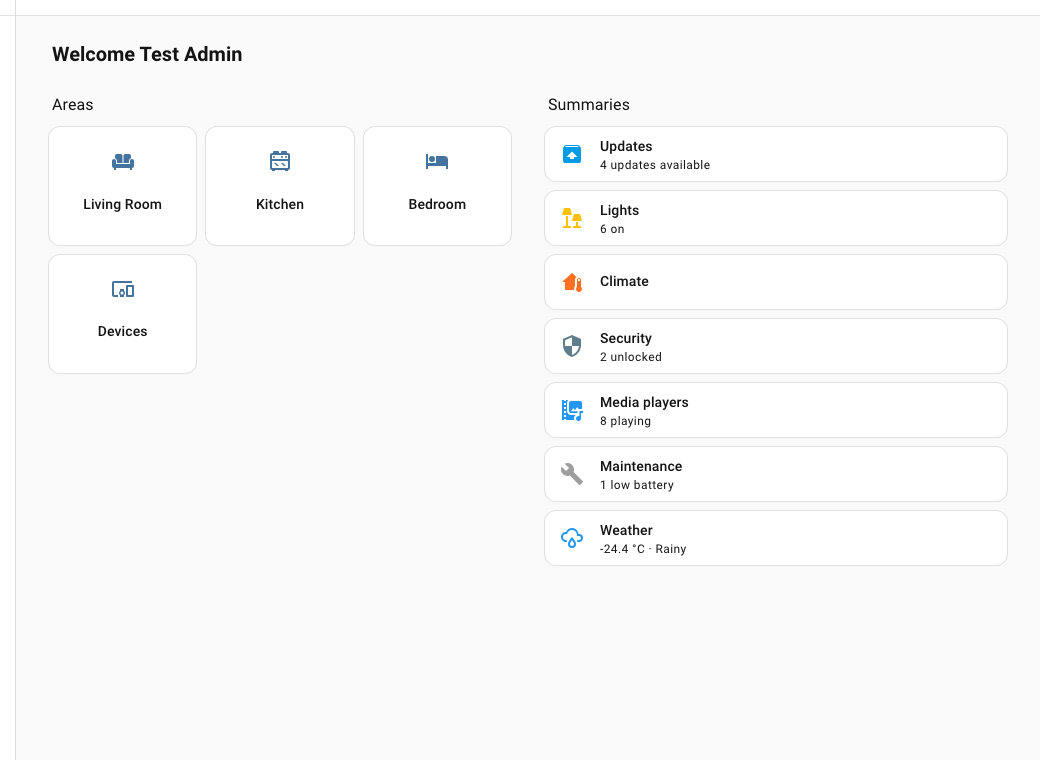 Welcome Test Admin
Areas
Living Room
Kitchen
Bedroom
Devices
Summaries
Updates
4 updates available
Lights
6 on
Climate
Security
2 unlocked
Media players
8 playing
Maintenance
1 low battery
Weather
-24.4 °C · Rainy